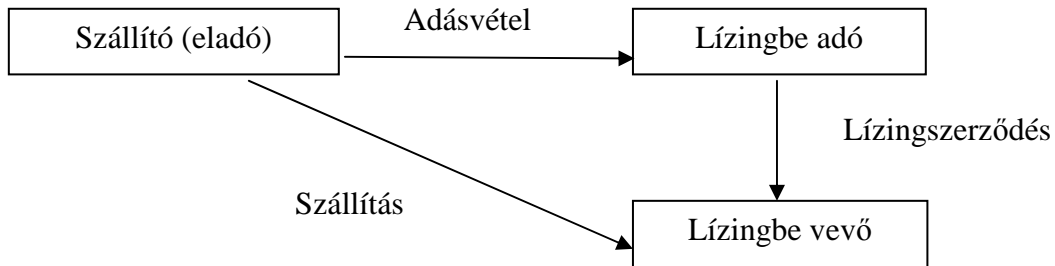 Adásvétel
Szállító (eladó)
Lízingbe adó
Lízingszerződés
Szállítás
Lízingbe vevő